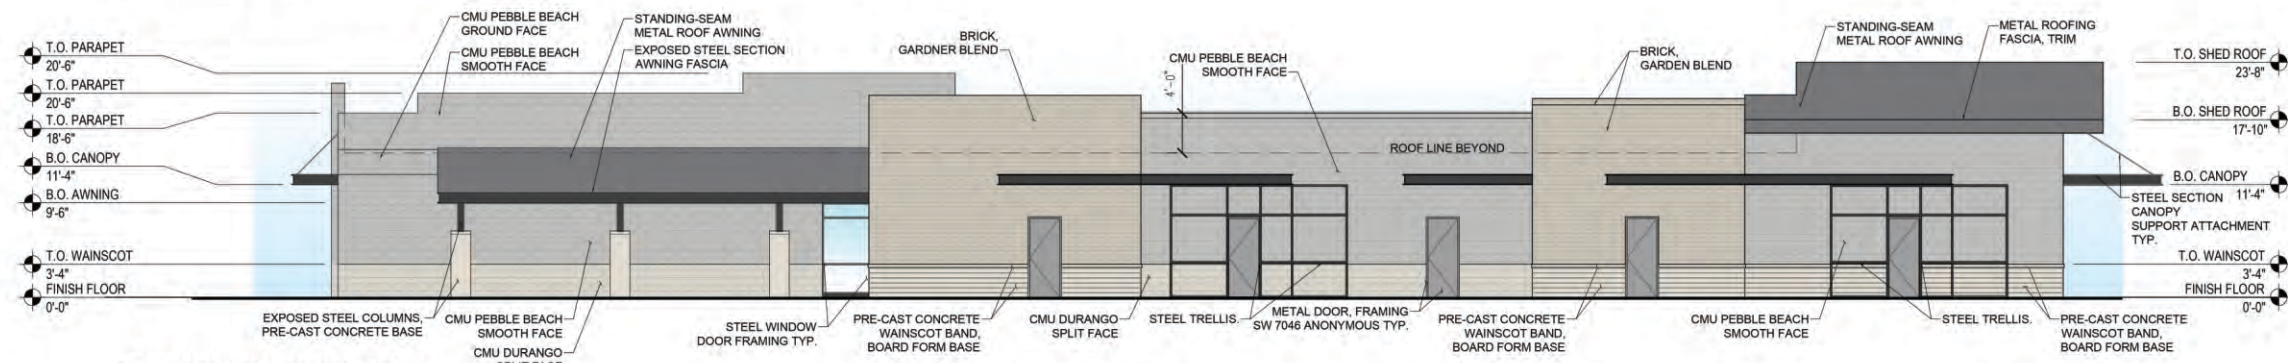 T.O. PARAPET
20'-6"
T.O. PARAPET
20'-6"
T.O. PARAPET
18'-6"
B.O. CANOPY
11'-4"
B.O. AWNING
9'-6"
T.O. WAINSCOT
3'-4"
FINISH FLOOR
0'-0"
CMU PEBBLE BEACH
GROUND FACE
CMU PEBBLE BEACH
SMOOTH FACE
STANDING-SEAM
METAL ROOF AWNING
EXPOSED STEEL SECTION
AWNING FASCIA
BRICK,
GARDNER BLEND
CMU PEBBLE BEACH
SMOOTH FACE
4'-0"
ROOF LINE BEYOND
BRICK,
GARDEN BLEND
STANDING-SEAM
METAL ROOF AWNING
METAL ROOFING
FASCIA, TRIM
T.O. SHED ROOF
23'-8"
B.O. SHED ROOF
17'-10"
B.O. CANOPY
11'-4"
STEEL SECTION
CANOPY
SUPPORT ATTACHMENT
TYP.
T.O. WAINSCOT
3'-4"
FINISH FLOOR
0'-0"
EXPOSED STEEL COLUMNS,
PRE-CAST CONCRETE BASE
CMU PEBBLE BEACH
SMOOTH FACE
CMU DURANGO
STEEL WINDOW
DOOR FRAMING TYP.
PRE-CAST CONCRETE
WAINSCOT BAND,
BOARD FORM BASE
CMU DURANGO
SPLIT FACE
STEEL TRELLIS.
METAL DOOR, FRAMING
SW 7046 ANONYMOUS TYP.
PRE-CAST CONCRETE
WAINSCOT BAND,
BOARD FORM BASE
CMU PEBBLE BEACH
SMOOTH FACE
STEEL TRELLIS.
PRE-CAST CONCRETE
WAINSCOT BAND,
BOARD FORM BASE